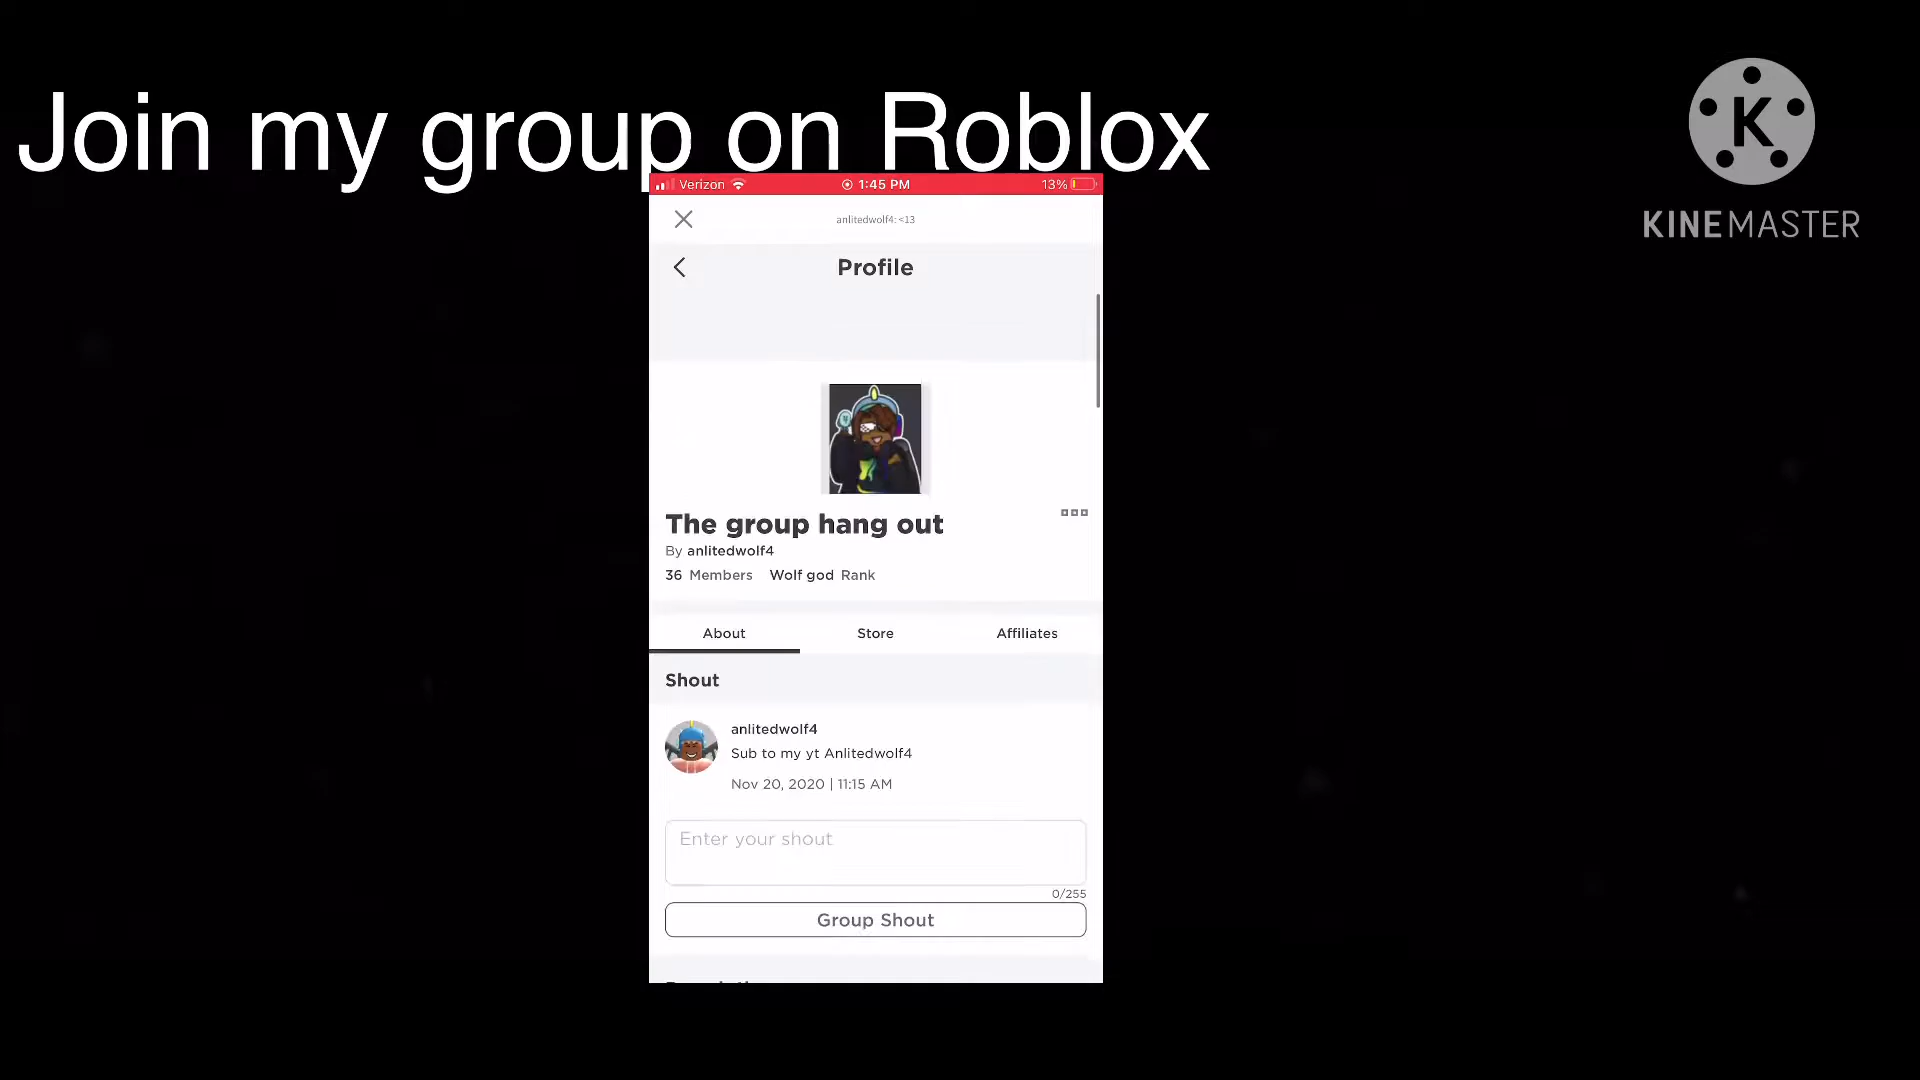 Join my group on Roblox
K
KINEMASTER
Verizon 1:45 PM 13%
anlitedwolf4: <13
Profile
The group hang out
By anlitedwolf4
36 Members Wolf god Rank
About Store Affiliates
Shout
anlitedwolf4
Sub to my yt Anlitedwolf4
Nov 20, 2020 | 11:15 AM
Enter your shout
0/255
Group Shout